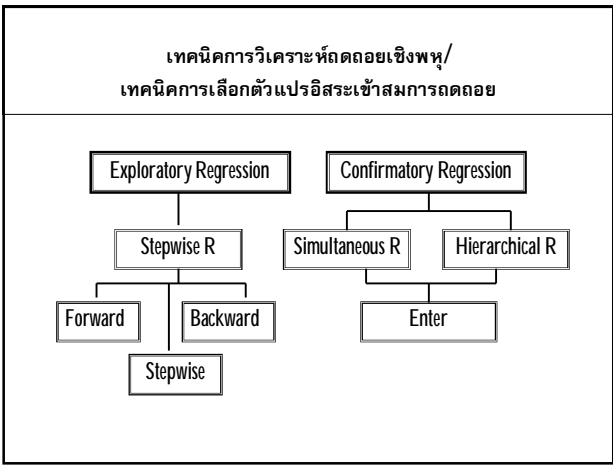 เทคนิคการวิเคราะห์ถดถอยเชิงพหุ/
เทคนิคการเลือกตัวแปรอิสระเข้าสมการถดถอย
Exploratory Regression
Confirmatory Regression
Stepwise R
Simultaneous R
Hierarchical R
Forward
Backward
Enter
Stepwise